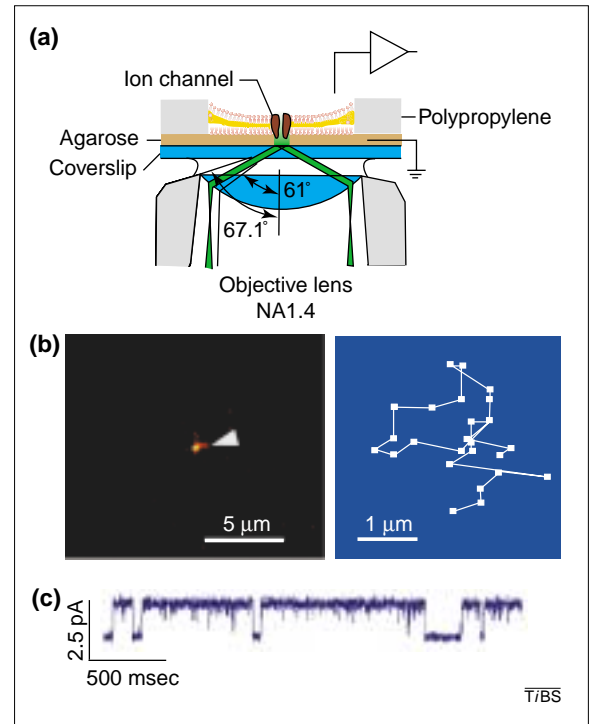 (a)
Ion channel
Polypropylene
Agarose
Coverslip
61°
67.1°
Objective lens
NA1.4
(b)
5 μm
1 μm
(c)
2.5 pA
500 msec
TiBS